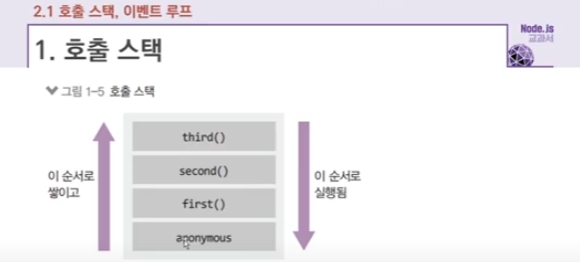 2.1 호출 스택, 이벤트 루프
Node.js
교과서
1. 호출 스택
그림 1-5 호출 스택
third()
second()
first()
anonymous
이 순서로
쌓이고
이 순서로
실행됨